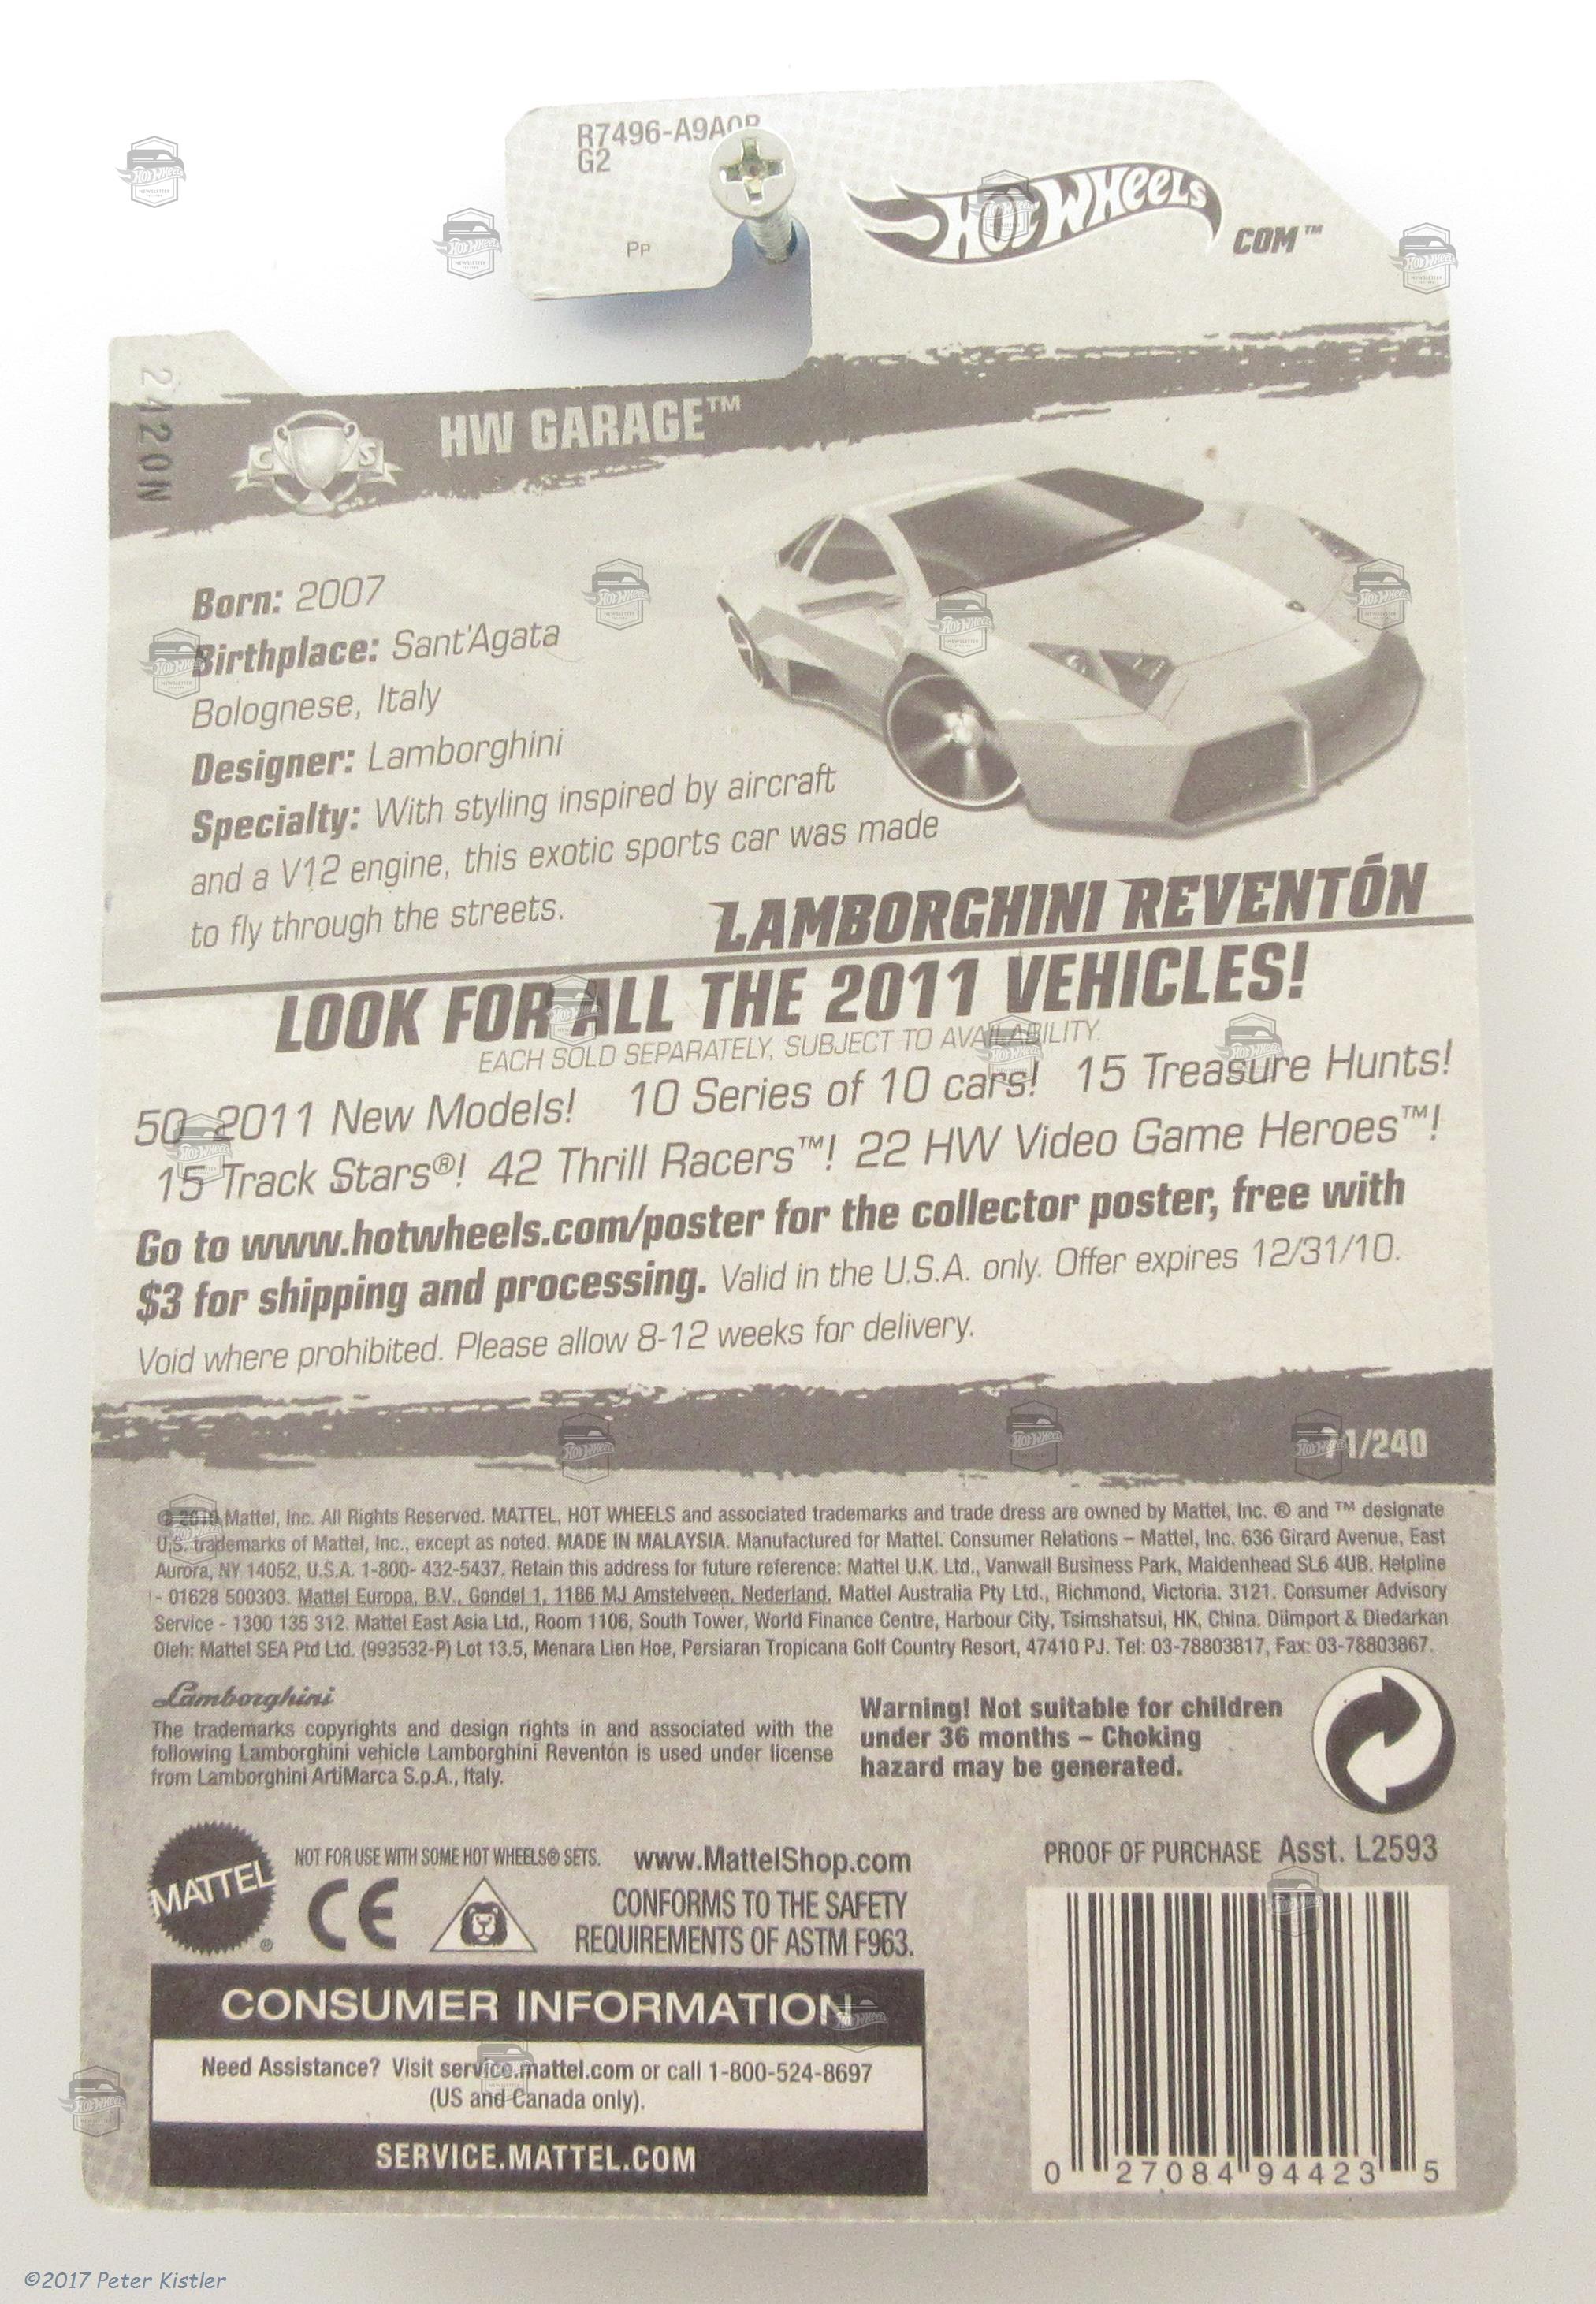 R7496-A9A0
G2
Pp
HOT WHEELS
COM™
2420N
HW GARAGE™
C S
Born: 2007
Birthplace: Sant'Agata
Bolognese, Italy
Designer: Lamborghini
Specialty: With styling inspired by aircraft
and a V12 engine, this exotic sports car was made
to fly through the streets.
LAMBORGHINI REVENTÓN
LOOK FOR ALL THE 2011 VEHICLES!
EACH SOLD SEPARATELY, SUBJECT TO AVAILABILITY.
50 2011 New Models! 10 Series of 10 cars! 15 Treasure Hunts!
15 Track Stars®! 42 Thrill Racers™! 22 HW Video Game Heroes™!
Go to www.hotwheels.com/poster for the collector poster, free with
$3 for shipping and processing. Valid in the U.S.A. only. Offer expires 12/31/10.
Void where prohibited. Please allow 8-12 weeks for delivery.
71/240
© 2010 Mattel, Inc. All Rights Reserved. MATTEL, HOT WHEELS and associated trademarks and trade dress are owned by Mattel, Inc. ® and ™ designate
U.S. trademarks of Mattel, Inc., except as noted. MADE IN MALAYSIA. Manufactured for Mattel. Consumer Relations – Mattel, Inc. 636 Girard Avenue, East
Aurora, NY 14052, U.S.A. 1-800- 432-5437. Retain this address for future reference: Mattel U.K. Ltd., Vanwall Business Park, Maidenhead SL6 4UB. Helpline
- 01628 500303. Mattel Europa, B.V., Gondel 1, 1186 MJ Amstelveen, Nederland. Mattel Australia Pty Ltd., Richmond, Victoria. 3121. Consumer Advisory
Service - 1300 135 312. Mattel East Asia Ltd., Room 1106, South Tower, World Finance Centre, Harbour City, Tsimshatsui, HK, China. Diimport & Diedarkan
Oleh: Mattel SEA Ptd Ltd. (993532-P) Lot 13.5, Menara Lien Hoe, Persiaran Tropicana Golf Country Resort, 47410 PJ. Tel: 03-78803817, Fax: 03-78803867.
Lamborghini
The trademarks copyrights and design rights in and associated with the
following Lamborghini vehicle Lamborghini Reventón is used under license
from Lamborghini ArtiMarca S.p.A., Italy.
Warning! Not suitable for children
under 36 months – Choking
hazard may be generated.
MATTEL®
NOT FOR USE WITH SOME HOT WHEELS® SETS.
www.MattelShop.com
CE
CONFORMS TO THE SAFETY
REQUIREMENTS OF ASTM F963.
PROOF OF PURCHASE Asst. L2593
CONSUMER INFORMATION
Need Assistance? Visit service.mattel.com or call 1-800-524-8697
(US and Canada only).
SERVICE.MATTEL.COM
0 27084 94423 5
©2017 Peter Kistler